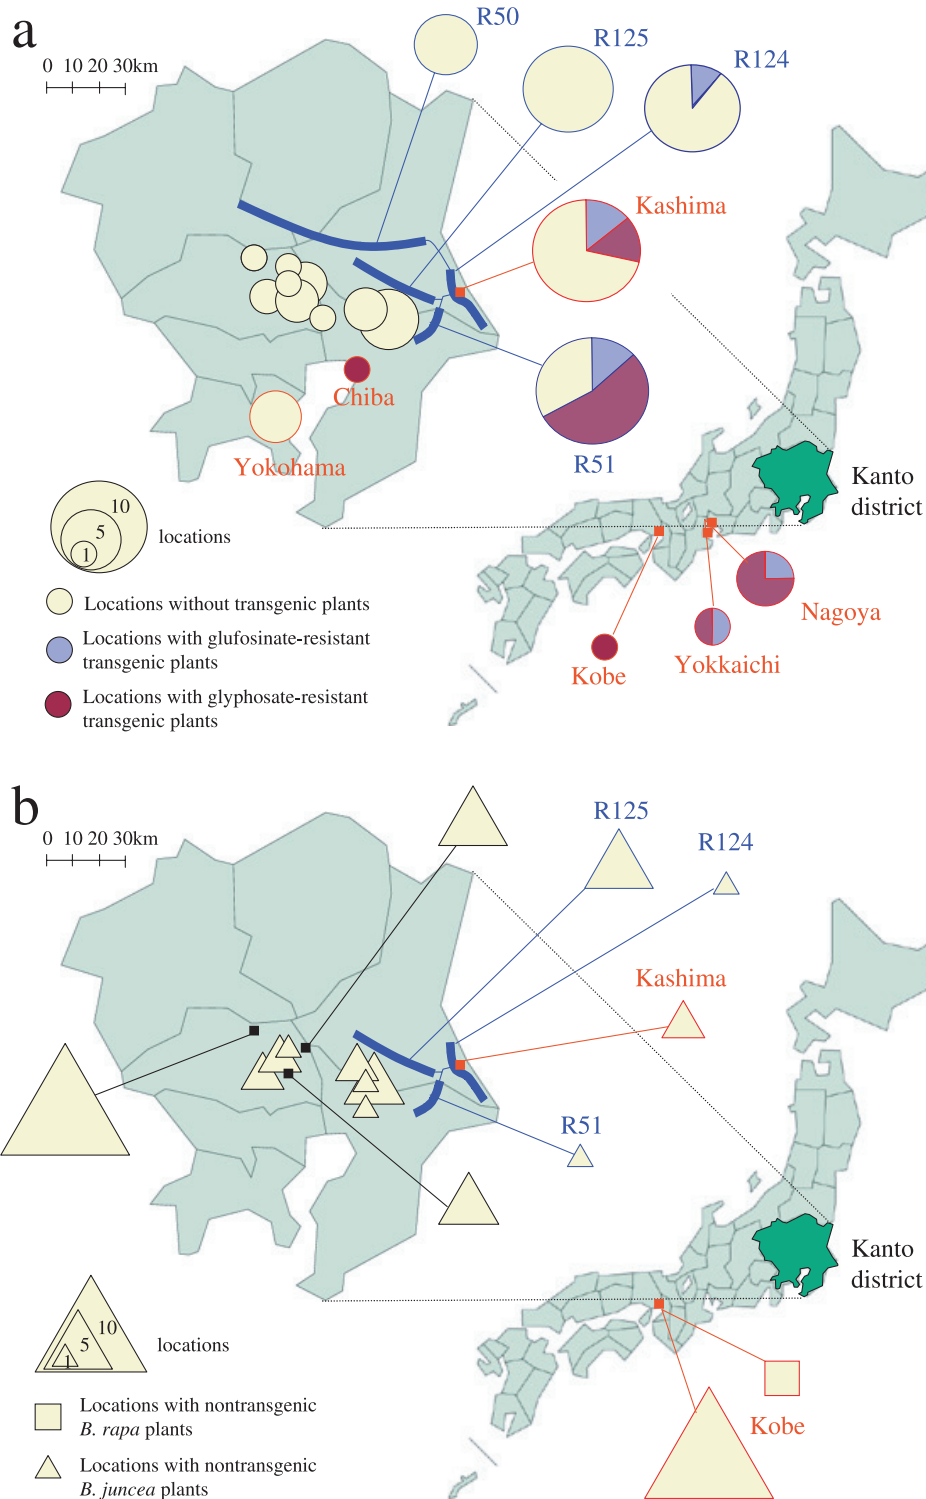 a
0 10 20 30km
R50
R125
R124
Kashima
Chiba
Yokohama
R51
Kanto
district
10
5
1
locations
Locations without transgenic plants
Locations with glufosinate-resistant
transgenic plants
Locations with glyphosate-resistant
transgenic plants
Nagoya
Yokkaichi
Kobe
b
0 10 20 30km
R125
R124
Kashima
R51
Kanto
district
10
5
1
locations
Locations with nontransgenic
B. rapa plants
Locations with nontransgenic
B. juncea plants
Kobe